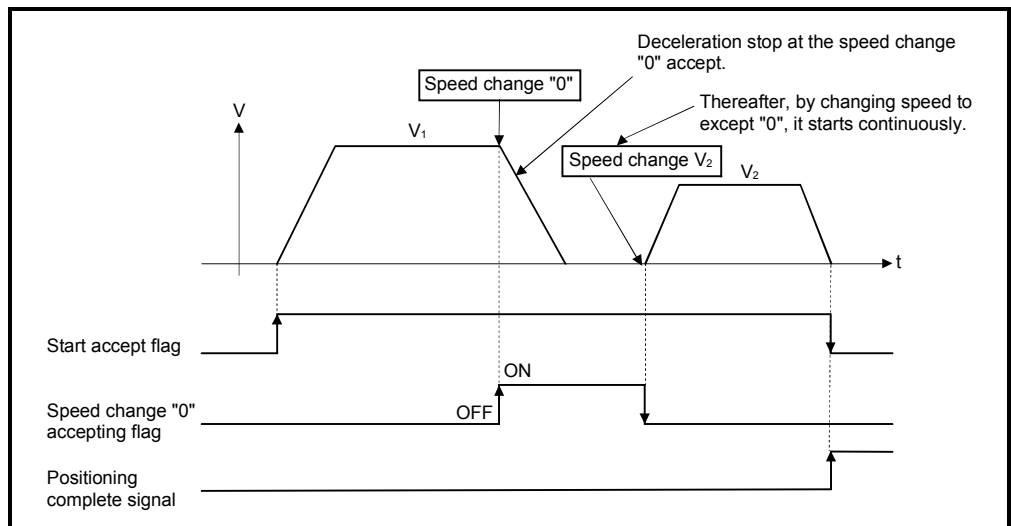 Deceleration stop at the speed change
"0" accept.
Speed change "0"
Thereafter, by changing speed to
except "0", it starts continuously.
V
V₁
Speed change V₂
V₂
t
Start accept flag
ON
OFF
Speed change "0"
accepting flag
Positioning
complete signal